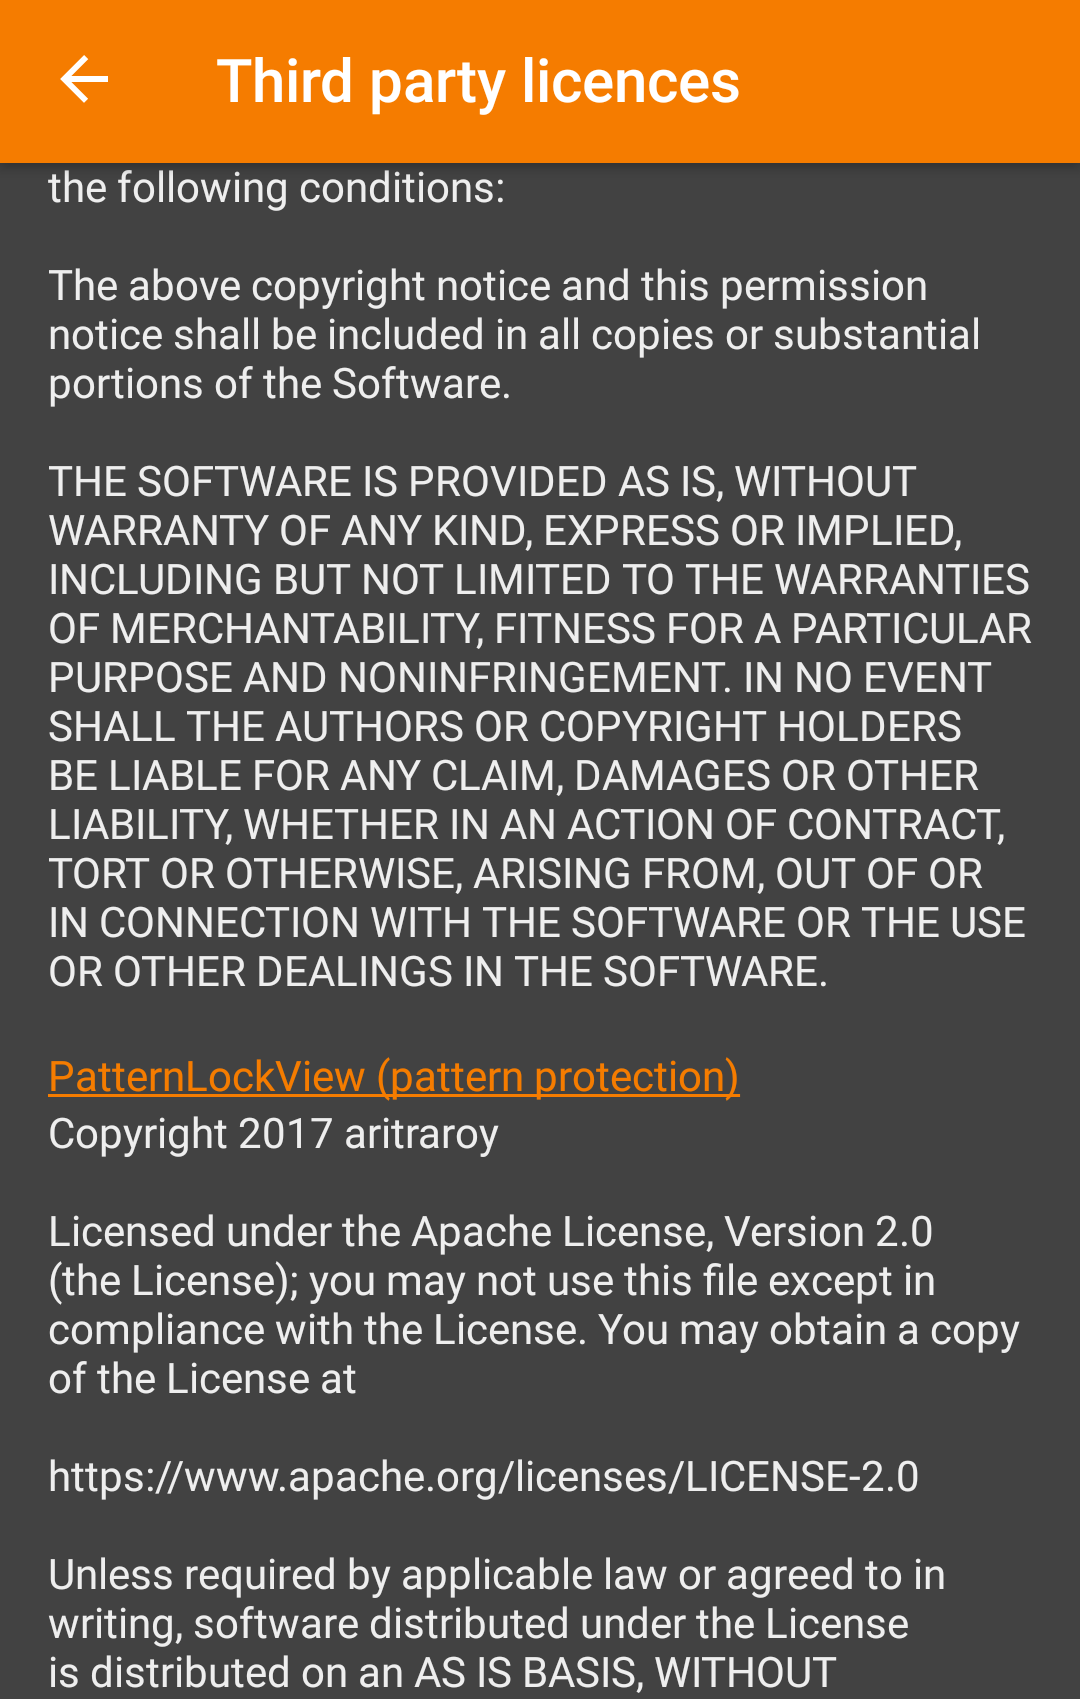 Third party licences
the following conditions:
The above copyright notice and this permission
notice shall be included in all copies or substantial
portions of the Software.
THE SOFTWARE IS PROVIDED AS IS, WITHOUT
WARRANTY OF ANY KIND, EXPRESS OR IMPLIED,
INCLUDING BUT NOT LIMITED TO THE WARRANTIES
OF MERCHANTABILITY, FITNESS FOR A PARTICULAR
PURPOSE AND NONINFRINGEMENT. IN NO EVENT
SHALL THE AUTHORS OR COPYRIGHT HOLDERS
BE LIABLE FOR ANY CLAIM, DAMAGES OR OTHER
LIABILITY, WHETHER IN AN ACTION OF CONTRACT,
TORT OR OTHERWISE, ARISING FROM, OUT OF OR
IN CONNECTION WITH THE SOFTWARE OR THE USE
OR OTHER DEALINGS IN THE SOFTWARE.
PatternLockView (pattern protection)
Copyright 2017 aritraroy
Licensed under the Apache License, Version 2.0
(the License); you may not use this file except in
compliance with the License. You may obtain a copy
of the License at
https://www.apache.org/licenses/LICENSE-2.0
Unless required by applicable law or agreed to in
writing, software distributed under the License
is distributed on an AS IS BASIS, WITHOUT